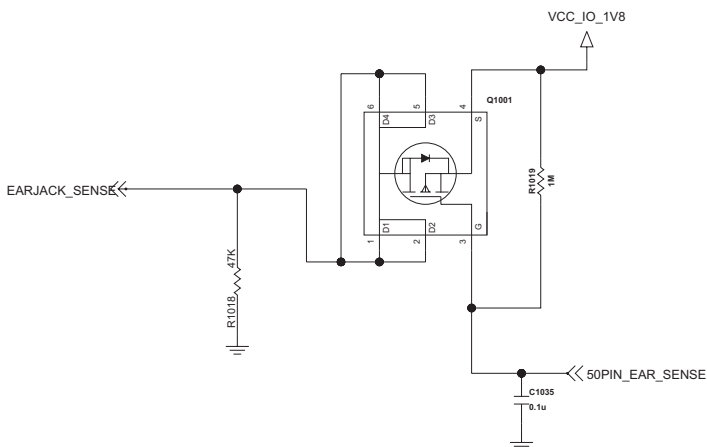 VCC_IO_1V8
6
5
4
Q1001
D4
D3
S
R1019
1M
EARJACK_SENSE
D1
D2
G
1
2
3
47K
R1018
50PIN_EAR_SENSE
C1035
0.1u